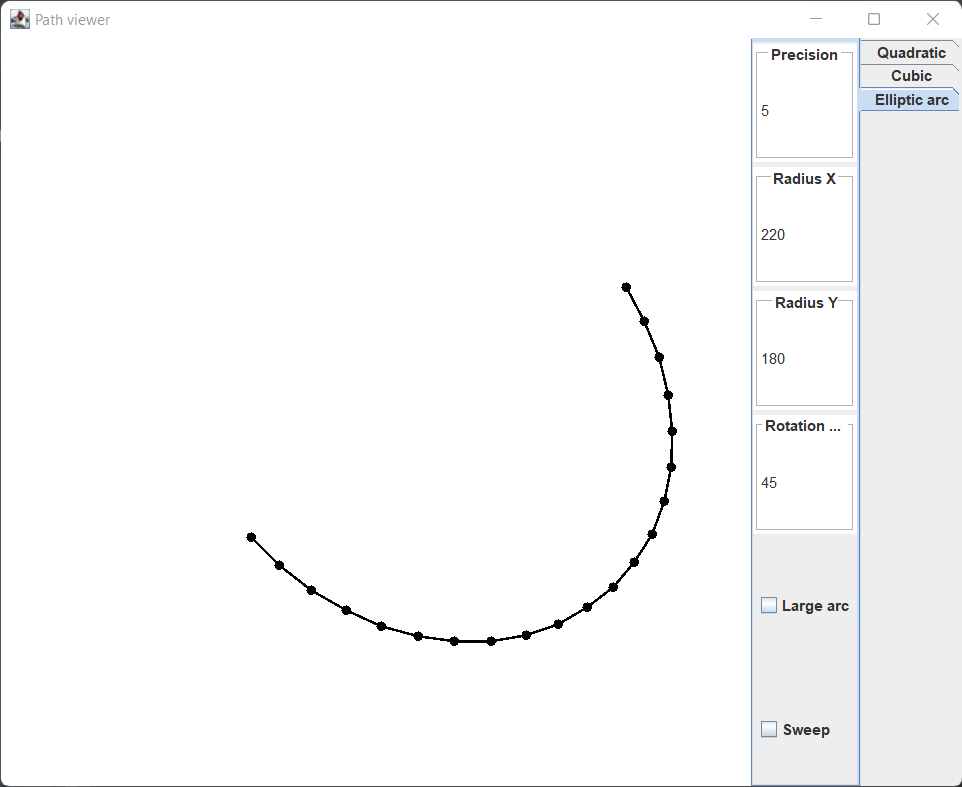 Path viewer
Precision
5
Radius X
220
Radius Y
180
Rotation ...
45
Large arc
Sweep
Quadratic
Cubic
Elliptic arc